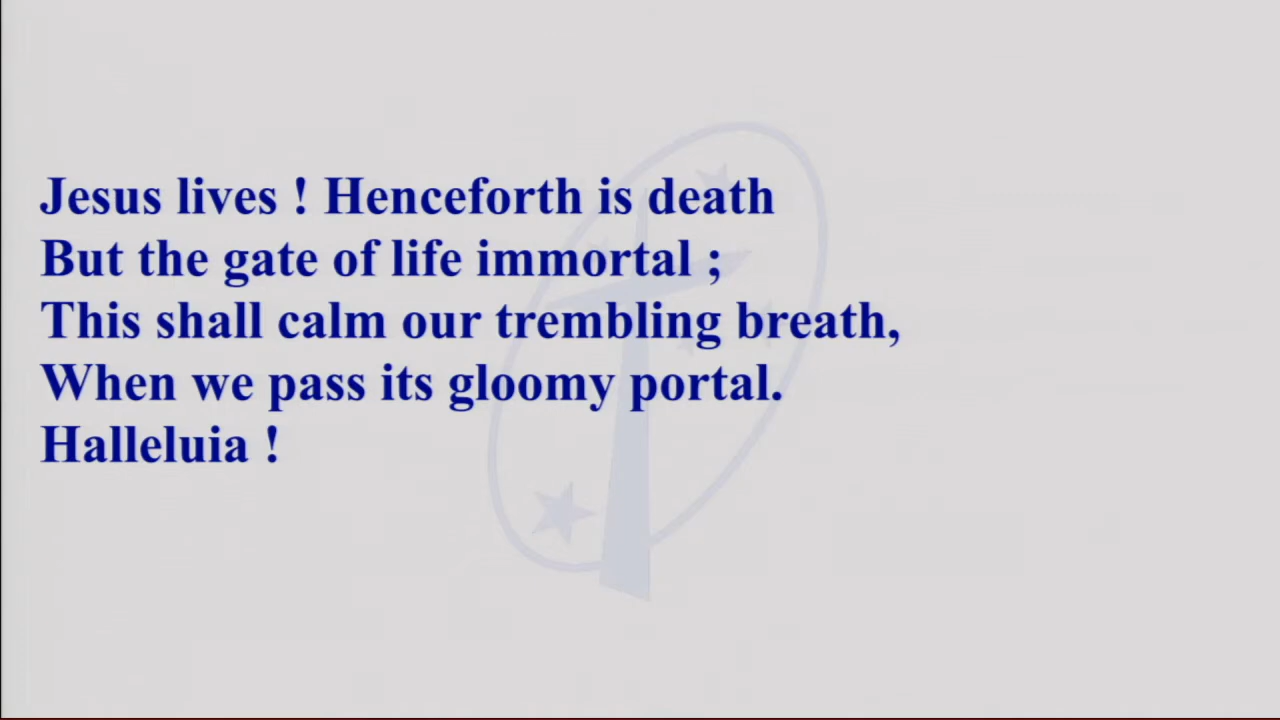 Jesus lives ! Henceforth is death
But the gate of life immortal ;
This shall calm our trembling breath,
When we pass its gloomy portal.
Halleluia !